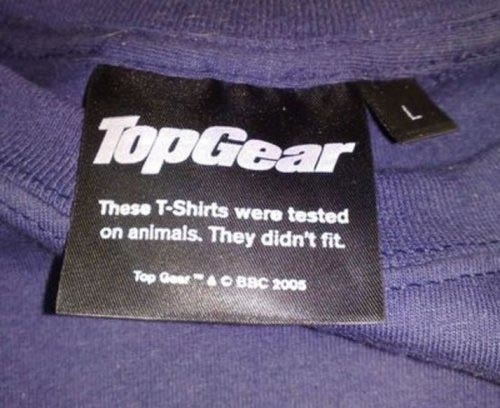 TopGear
L
These T-Shirts were tested
on animals. They didn't fit.
Top Gear ™ & © BBC 2005